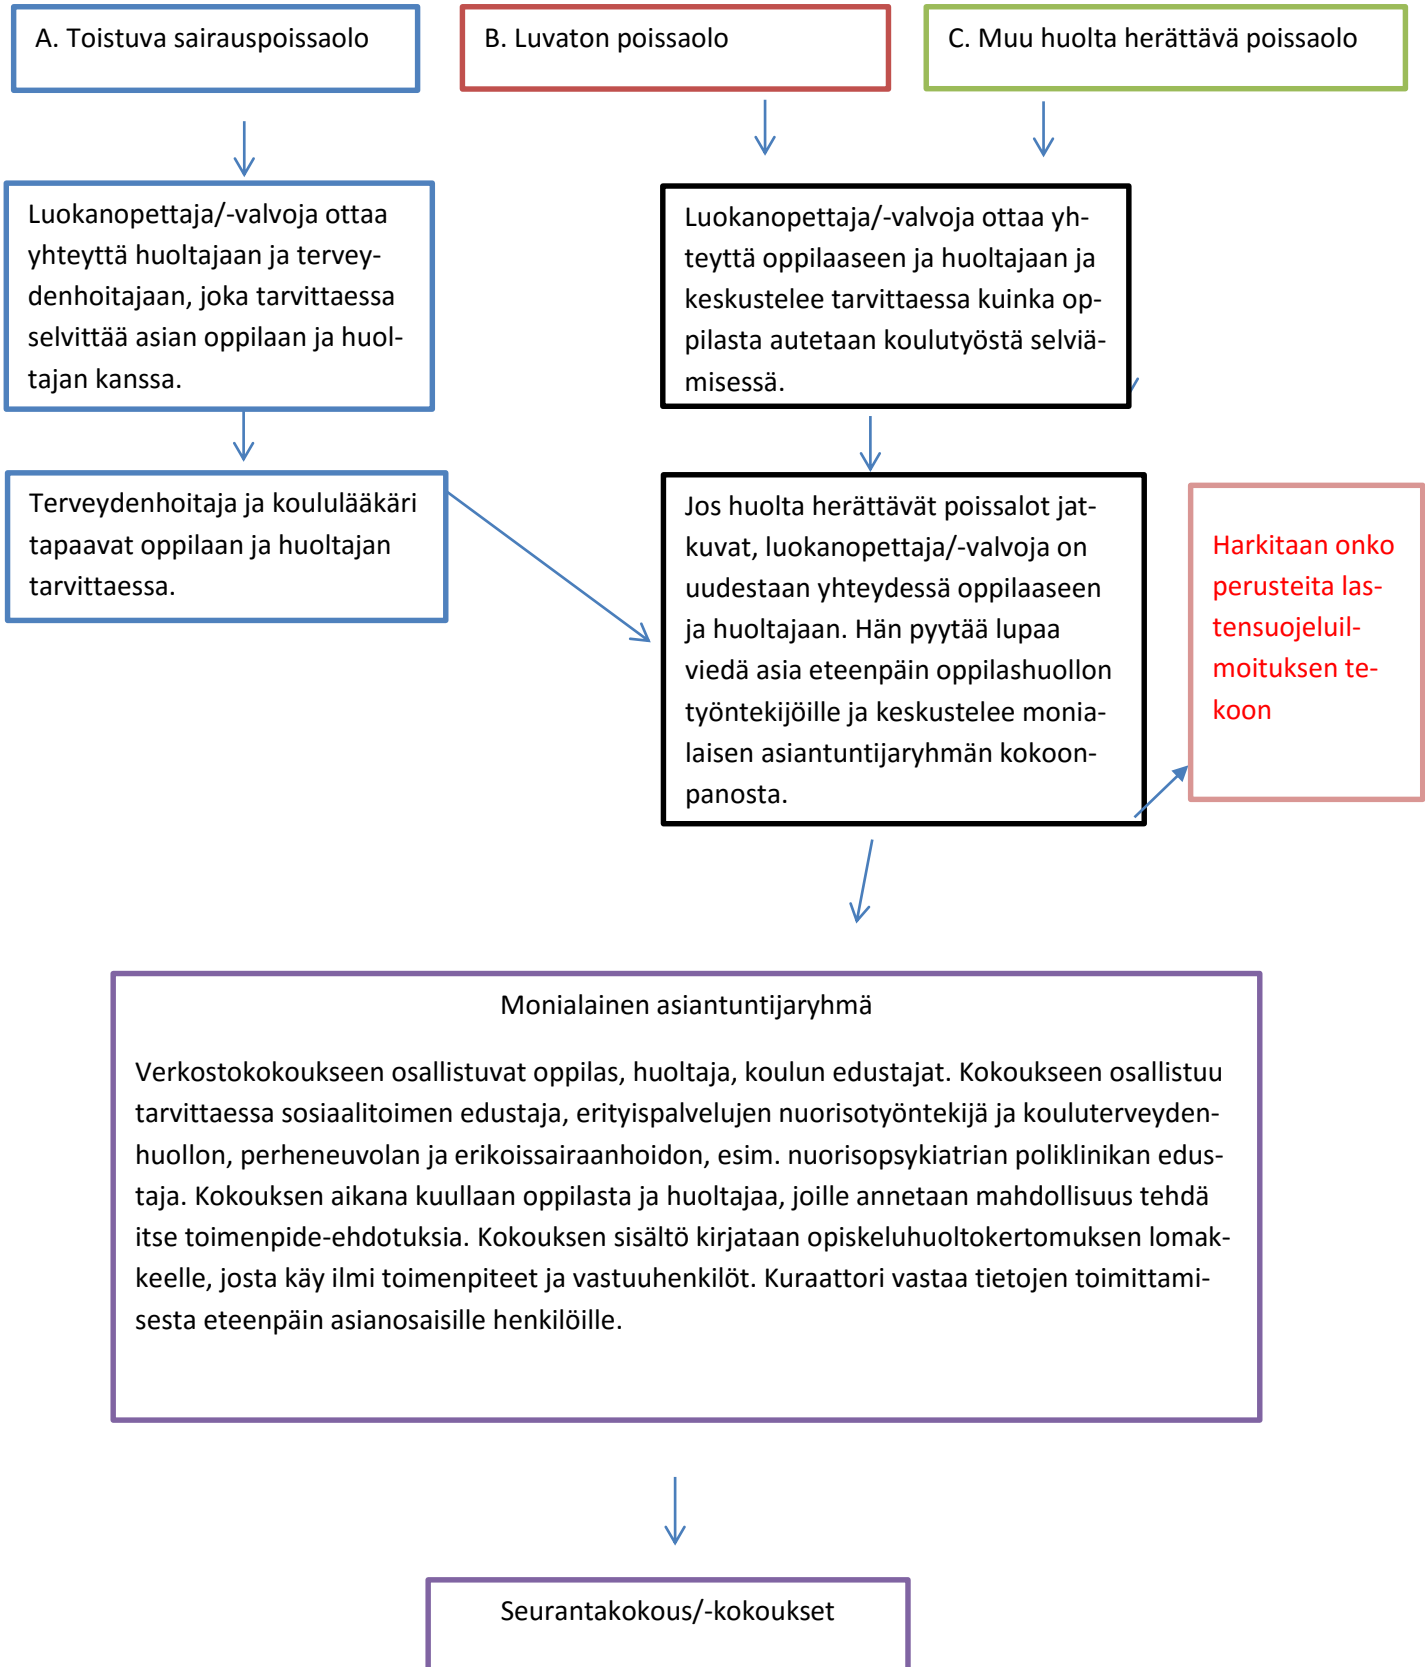 A. Toistuva sairauspoissaolo
B. Luvaton poissaolo
C. Muu huolta herättävä poissaolo
Luokanopettaja/-valvoja ottaa
yhteyttä huoltajaan ja tervey-
denhoitajaan, joka tarvittaessa
selvittää asian oppilaan ja huol-
tajan kanssa.
Luokanopettaja/-valvoja ottaa yh-
teyttä oppilaaseen ja huoltajaan ja
keskustelee tarvittaessa kuinka op-
pilasta autetaan koulutyöstä selviä-
misessä.
Terveydenhoitaja ja koululääkäri
tapaavat oppilaan ja huoltajan
tarvittaessa.
Jos huolta herättävät poissalot jat-
kuvat, luokanopettaja/-valvoja on
uudestaan yhteydessä oppilaaseen
ja huoltajaan. Hän pyytää lupaa
viedä asia eteenpäin oppilashuollon
työntekijöille ja keskustelee monia-
laisen asiantuntijaryhmän kokoon-
panosta.
Harkitaan onko
perusteita las-
tensuojeluil-
moituksen te-
koon
Monialainen asiantuntijaryhmä
Verkostokokoukseen osallistuvat oppilas, huoltaja, koulun edustajat. Kokoukseen osallistuu
tarvittaessa sosiaalitoimen edustaja, erityispalvelujen nuorisotyöntekijä ja kouluterveyden-
huollon, perheneuvolan ja erikoissairaanhoidon, esim. nuorisopsykiatrian poliklinikan edus-
taja. Kokouksen aikana kuullaan oppilasta ja huoltajaa, joille annetaan mahdollisuus tehdä
itse toimenpide-ehdotuksia. Kokouksen sisältö kirjataan opiskeluhuoltokertomuksen lomak-
keelle, josta käy ilmi toimenpiteet ja vastuuhenkilöt. Kuraattori vastaa tietojen toimittami-
sesta eteenpäin asianosaisille henkilöille.
Seurantakokous/-kokoukset